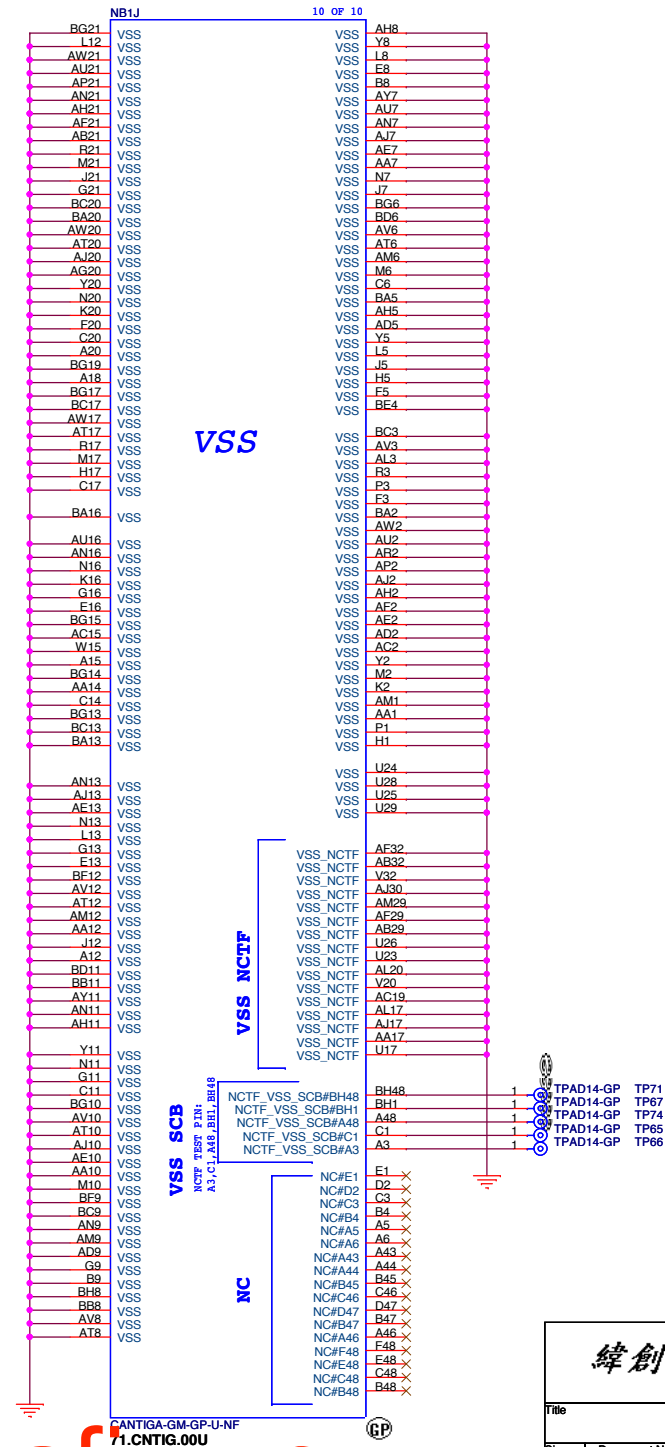 NB1J 10 OF 10
BG21 VSS VSS AH8
L12 VSS VSS Y8
AW21 VSS VSS L8
AU21 VSS VSS E8
AP21 VSS VSS B8
AN21 VSS VSS AY7
AH21 VSS VSS AU7
AF21 VSS VSS AN7
AB21 VSS VSS AJ7
R21 VSS VSS AE7
M21 VSS VSS AA7
J21 VSS VSS N7
G21 VSS VSS J7
BC20 VSS VSS BG6
BA20 VSS VSS BD6
AW20 VSS VSS AV6
AT20 VSS VSS AT6
AJ20 VSS VSS AM6
AG20 VSS VSS M6
Y20 VSS VSS C6
N20 VSS VSS BA5
K20 VSS VSS AH5
F20 VSS VSS AD5
C20 VSS VSS Y5
A20 VSS VSS L5
BG19 VSS VSS J5
A18 VSS VSS H5
BG17 VSS VSS F5
BC17 VSS VSS BE4
AW17 VSS
AT17 VSS VSS BC3
R17 VSS VSS AV3
M17 VSS VSS AL3
H17 VSS VSS R3
C17 VSS VSS P3
VSS F3
BA16 VSS VSS BA2
VSS AW2
AU16 VSS VSS AU2
AN16 VSS VSS AR2
N16 VSS VSS AP2
K16 VSS VSS AJ2
G16 VSS VSS AH2
E16 VSS VSS AF2
BG15 VSS VSS AE2
AC15 VSS VSS AD2
W15 VSS VSS AC2
A15 VSS VSS Y2
BG14 VSS VSS M2
AA14 VSS VSS K2
C14 VSS VSS AM1
BG13 VSS VSS AA1
BC13 VSS VSS P1
BA13 VSS VSS H1
VSS U24
AN13 VSS VSS U28
AJ13 VSS VSS U25
AE13 VSS VSS U29
N13 VSS
L13 VSS
G13 VSS VSS_NCTF AF32
E13 VSS VSS_NCTF AB32
BF12 VSS VSS_NCTF V32
AV12 VSS VSS_NCTF AJ30
AT12 VSS VSS_NCTF AM29
AM12 VSS VSS_NCTF AF29
AA12 VSS VSS_NCTF AB29
J12 VSS VSS_NCTF U26
A12 VSS VSS_NCTF U23
BD11 VSS VSS_NCTF AL20
BB11 VSS VSS_NCTF V20
AY11 VSS VSS_NCTF AC19
AN11 VSS VSS_NCTF AL17
AH11 VSS VSS_NCTF AJ17
VSS_NCTF AA17
Y11 VSS VSS_NCTF U17
N11 VSS
G11 VSS
C11 VSS NCTF_VSS_SCB#BH48 BH48 1 TPAD14-GP TP71
BG10 VSS NCTF_VSS_SCB#BH1 BH1 1 TPAD14-GP TP67
AV10 VSS NCTF_VSS_SCB#A48 A48 1 TPAD14-GP TP74
AT10 VSS NCTF_VSS_SCB#C1 C1 1 TPAD14-GP TP65
AJ10 VSS NCTF_VSS_SCB#A3 A3 1 TPAD14-GP TP66
AE10 VSS
AA10 VSS NC#E1 E1
M10 VSS NC#D2 D2
BF9 VSS NC#C3 C3
BC9 VSS NC#B4 B4
AN9 VSS NC#A5 A5
AM9 VSS NC#A6 A6
AD9 VSS NC#A43 A43
G9 VSS NC#A44 A44
B9 VSS NC#B45 B45
BH8 VSS NC#C46 C46
BB8 VSS NC#D47 D47
AV8 VSS NC#B47 B47
AT8 VSS NC#A46 A46
NC#F48 F48
NC#E48 E48
NC#C48 C48
NC#B48 B48
VSS
VSS NCTF
VSS SCB
NCTF TEST PIN:
A3,C1,A48,BH1,BH48
NC
CANTIGA-GM-GP-U-NF
71.CNTIG.00U
GP
緯創
Title